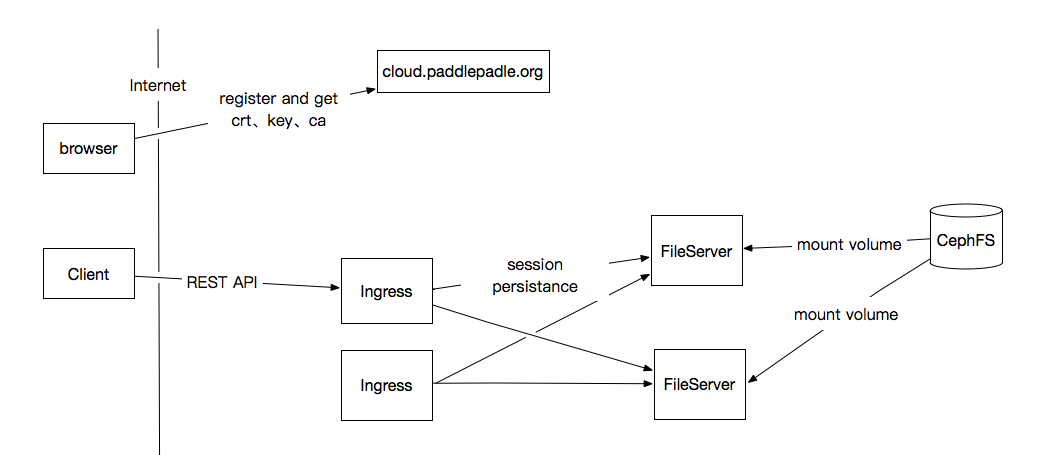 cloud.paddlepadle.org
Internet
register and get
crt、key、ca
browser
FileServer
mount volume
CephFS
Client
REST API
session
persistance
Ingress
mount volume
Ingress
FileServer